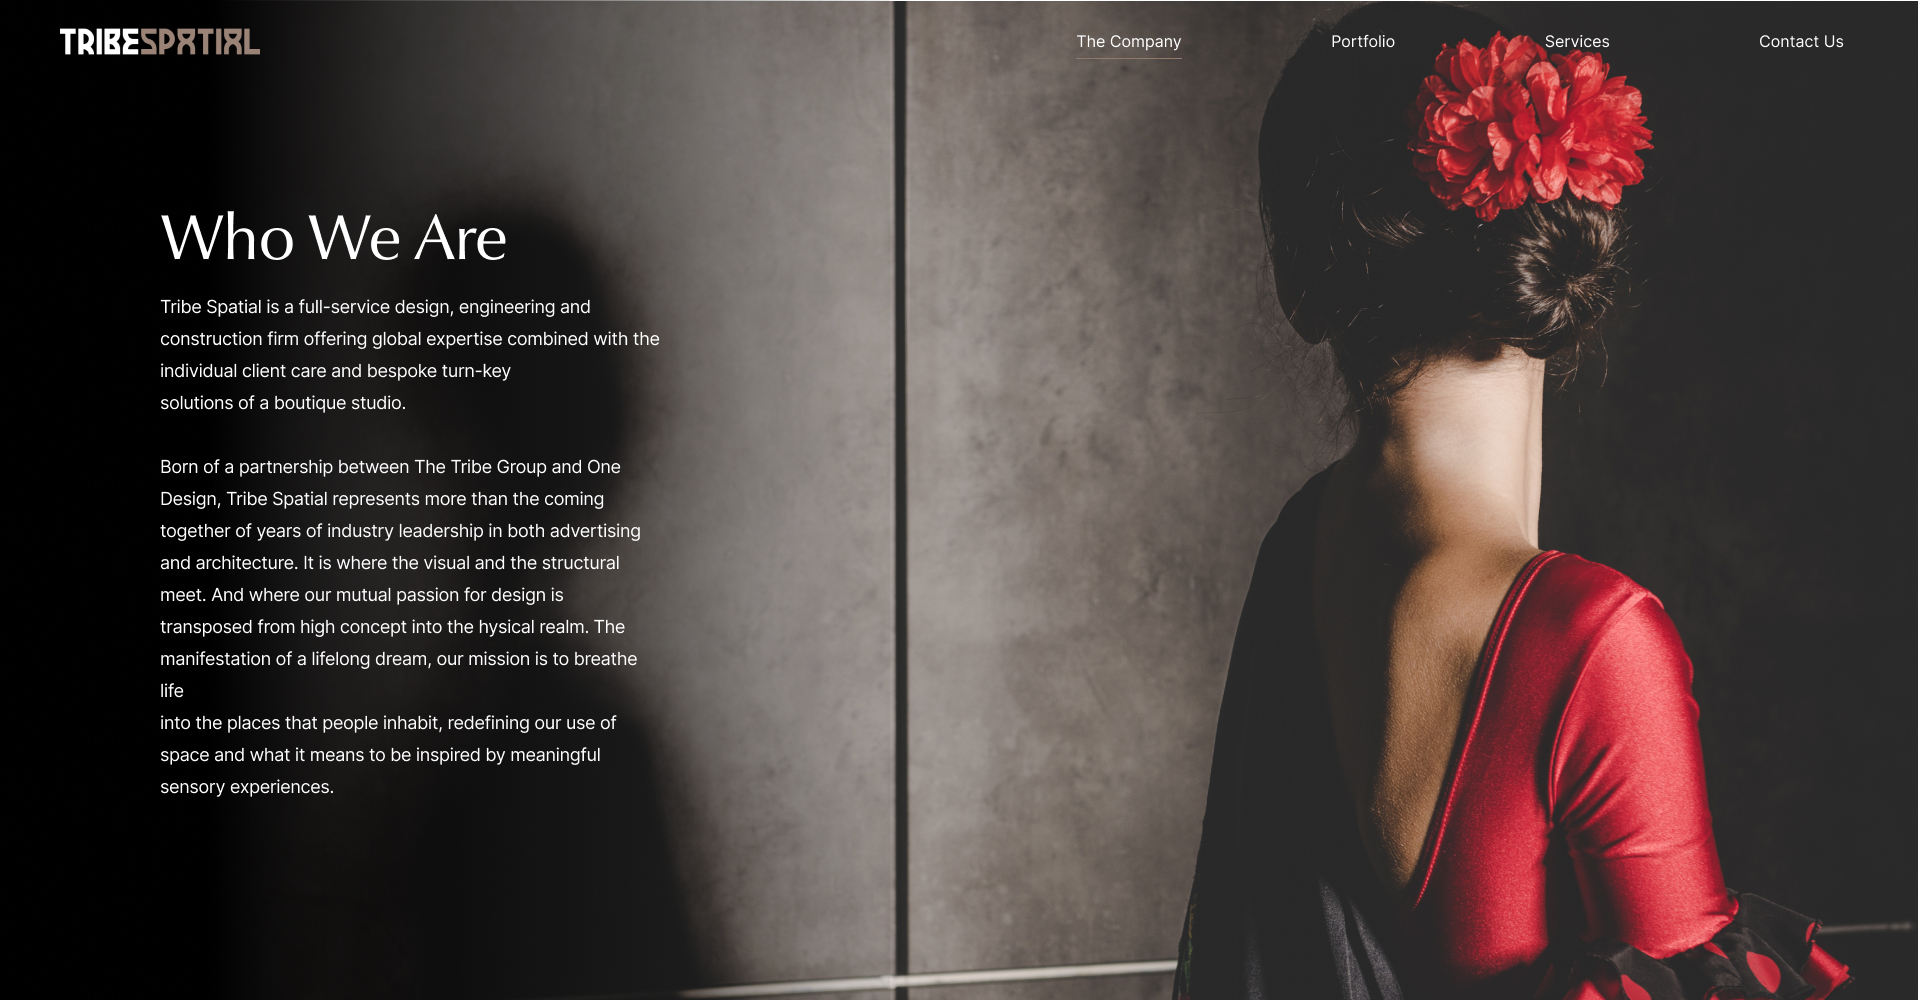 TRIBESPATIAL
The Company
Portfolio
Services
Contact Us
Who We Are
Tribe Spatial is a full-service design, engineering and
construction firm offering global expertise combined with the
individual client care and bespoke turn-key
solutions of a boutique studio.
Born of a partnership between The Tribe Group and One
Design, Tribe Spatial represents more than the coming
together of years of industry leadership in both advertising
and architecture. It is where the visual and the structural
meet. And where our mutual passion for design is
transposed from high concept into the hysical realm. The
manifestation of a lifelong dream, our mission is to breathe
life
into the places that people inhabit, redefining our use of
space and what it means to be inspired by meaningful
sensory experiences.